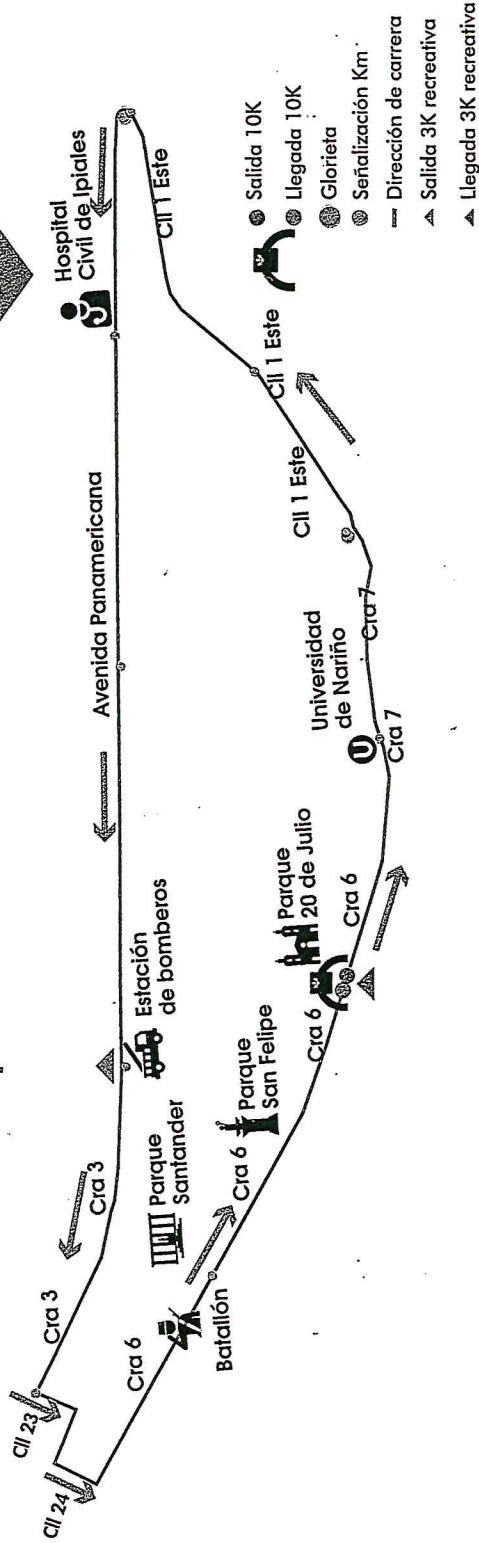 Hospital
Civil de Ipiales
Cll 1 Este
Cll 1 Este
Cll 1 Este
Avenida Panamericana
Universidad
de Nariño
U
Cra 7
Cra 7
Estación
de bomberos
Parque
20 de Julio
Cra 6
Cra 6
Parque
San Felipe
Cra 6
Parque
Santander
Cra 3
Cra 3
Cll 23
Cll 24
Cra 6
Batallón
Salida 10K
Llegada 10K
Glorieta
Señalización Km
Dirección de carrera
Salida 3K recreativa
Llegada 3K recreativa